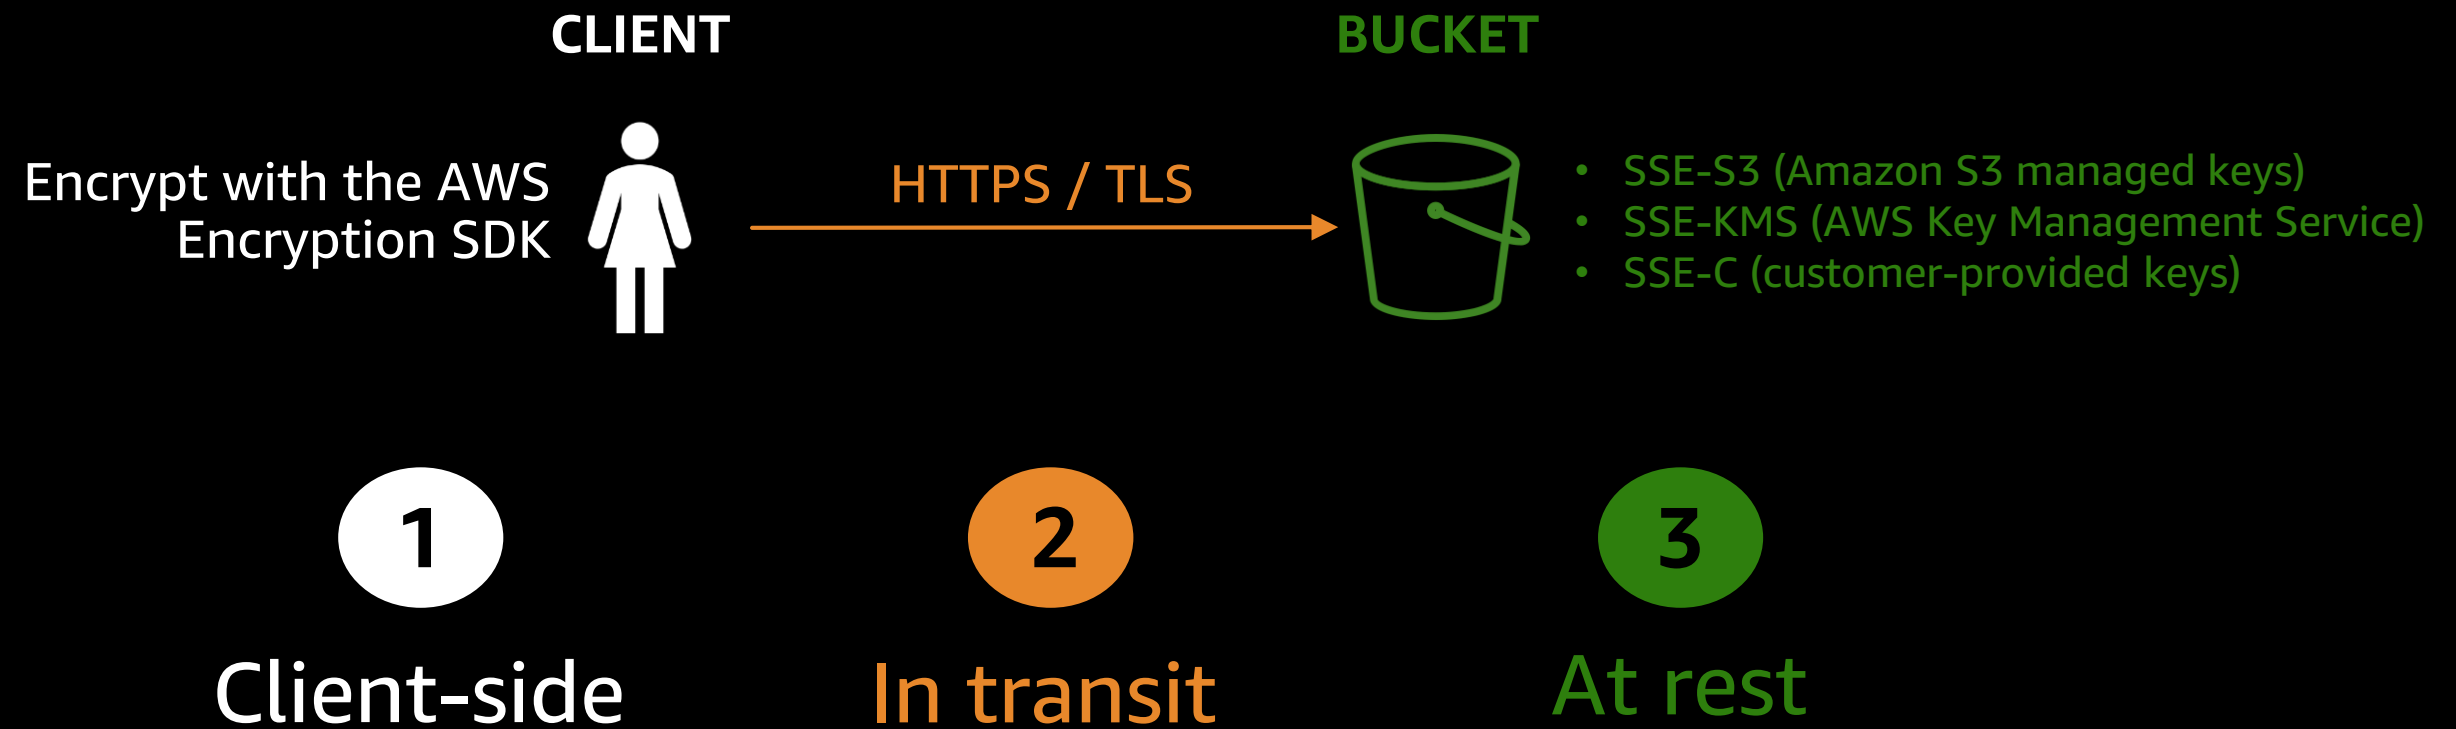 CLIENT
BUCKET
Encrypt with the AWS
Encryption SDK
HTTPS / TLS
• SSE-S3 (Amazon S3 managed keys)
• SSE-KMS (AWS Key Management Service)
• SSE-C (customer-provided keys)
1
2
3
Client-side
In transit
At rest